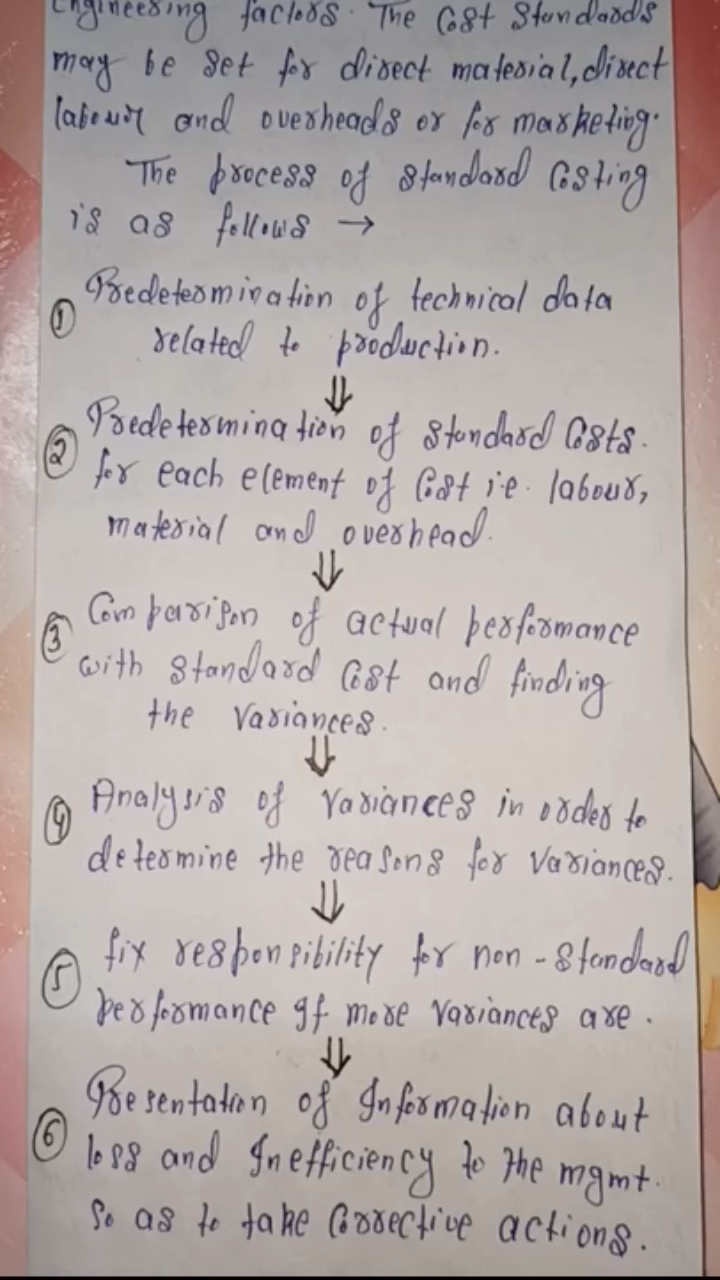 Engineering factors. The Cost Standards
may be set for direct material, direct
labour and overheads or for marketing.
The process of standard Costing
is as follows →
① Predetermination of technical data
related to production.
⇓
② Predetermination of standard Costs.
for each element of Cost i.e. labour,
material and overhead.
⇓
③ Comparison of actual performance
with standard Cost and finding
the variances.
⇓
④ Analysis of variances in order to
determine the reasons for variances.
⇓
⑤ fix responsibility for non-standard
performance If more variances are.
⇓
⑥ Presentation of Information about
loss and Inefficiency to the mgmt.
So as to take Corrective actions.